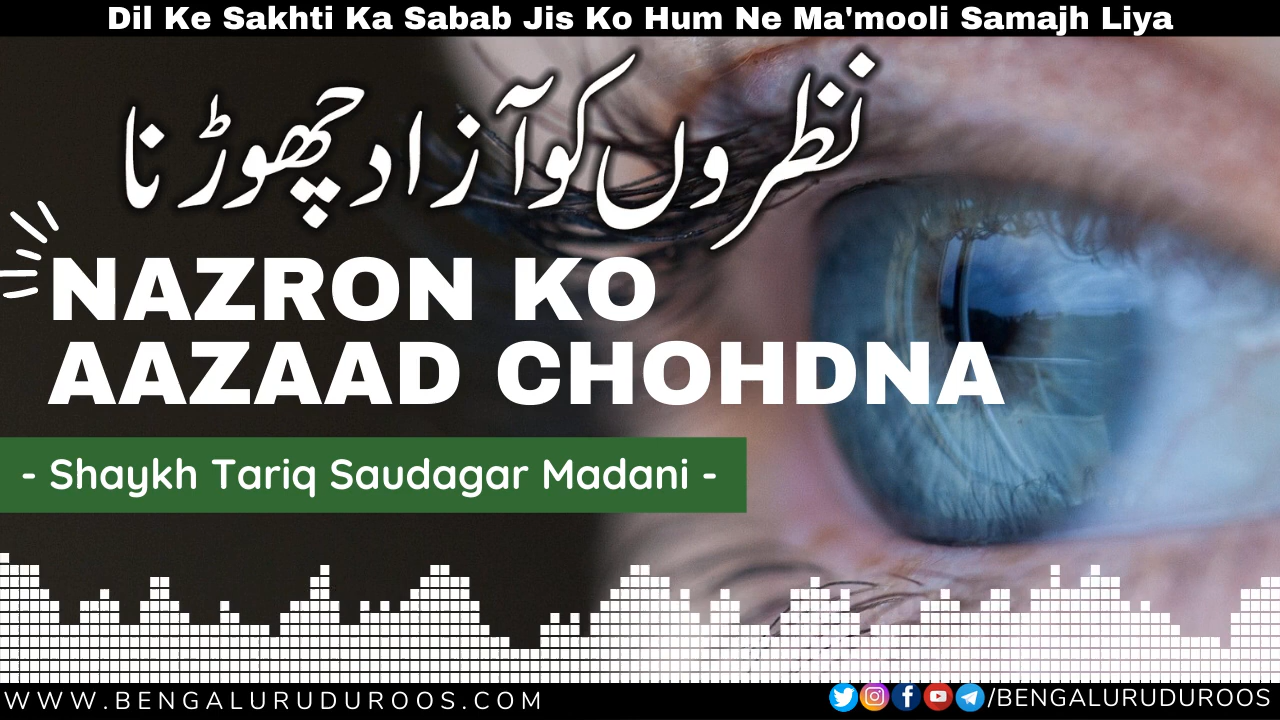 Dil Ke Sakhti Ka Sabab Jis Ko Hum Ne Ma'mooli Samajh Liya
نظروں کو آزاد چھوڑنا
NAZRON KO
AAZAAD CHOHDNA
- Shaykh Tariq Saudagar Madani -
WWW.BENGALURUDUROOS.COM
/BENGALURUDUROOS